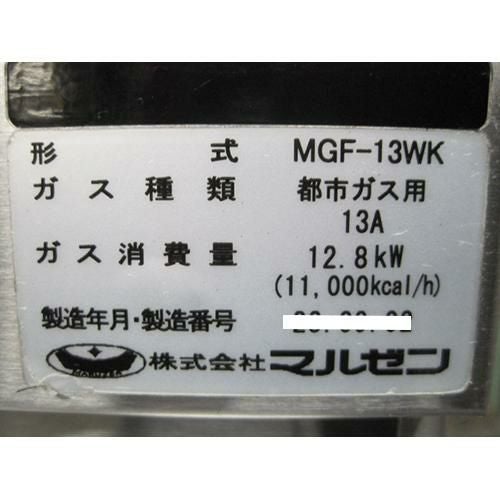 形式 MGF-13WK
ガス種類 都市ガス用
13A
ガス消費量 12.8kW
(11,000kcal/h)
製造年月・製造番号
株式会社 マルゼン